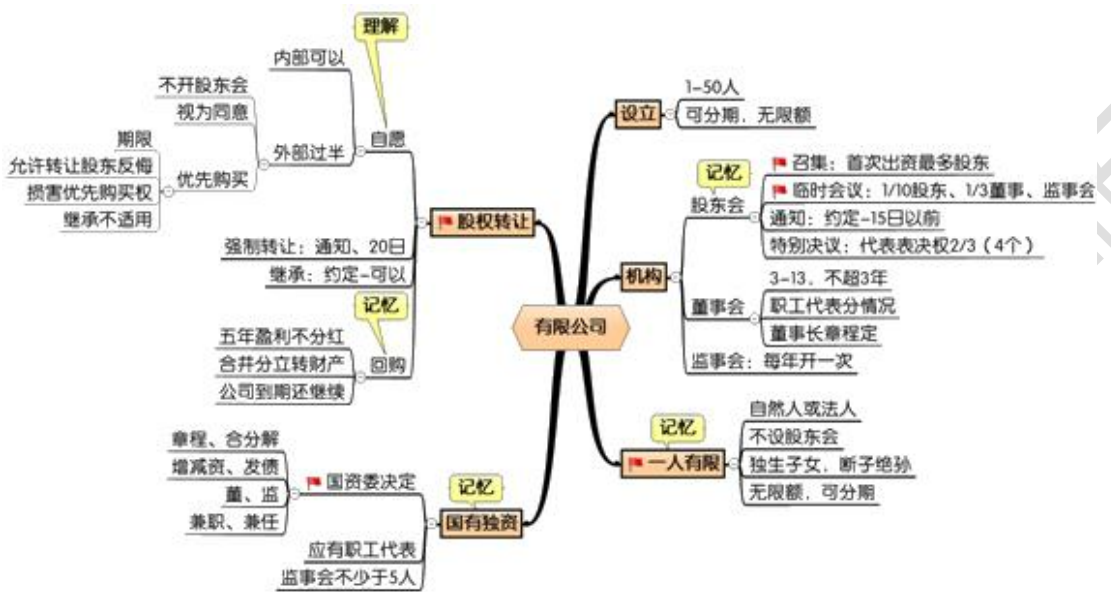 有限公司
设立
1-50人
可分期，无限额
机构
记忆
股东会
召集：首次出资最多股东
临时会议：1/10股东、1/3董事、监事会
通知：约定-15日以前
特别决议：代表表决权2/3（4个）
董事会
3-13，不超3年
职工代表分情况
董事长章程定
监事会：每年开一次
记忆
一人有限
自然人或法人
不设股东会
独生子女，断子绝孙
无限额，可分期
股权转让
理解
自愿
内部可以
外部过半
不开股东会
视为同意
优先购买
期限
允许转让股东反悔
损害优先购买权
继承不适用
强制转让：通知、20日
继承：约定-可以
记忆
回购
五年盈利不分红
合并分立转财产
公司到期还继续
记忆
国有独资
国资委决定
章程、合分解
增减资、发债
董、监
兼职、兼任
应有职工代表
监事会不少于5人